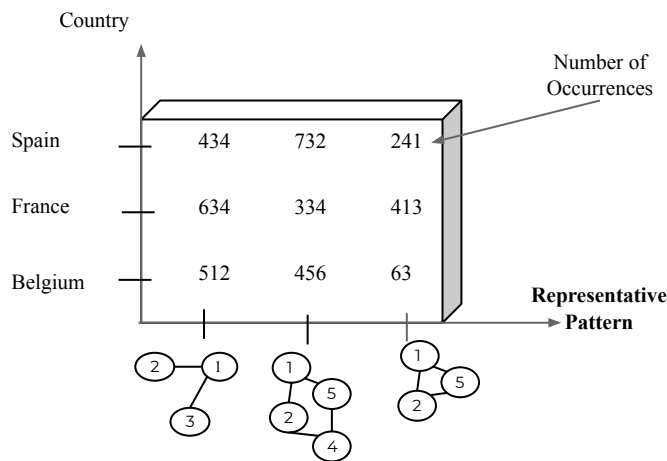 Country
Number of
Occurrences
Spain 434 732 241
France 634 334 413
Belgium 512 456 63
Representative
Pattern
2 1 3
1 5 2 4
1 5 2